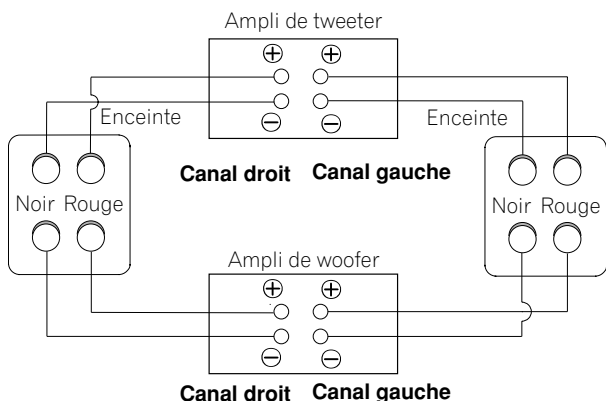 Ampli de tweeter
Enceinte
Enceinte
Canal droit Canal gauche
Noir Rouge
Noir Rouge
Ampli de woofer
Canal droit Canal gauche